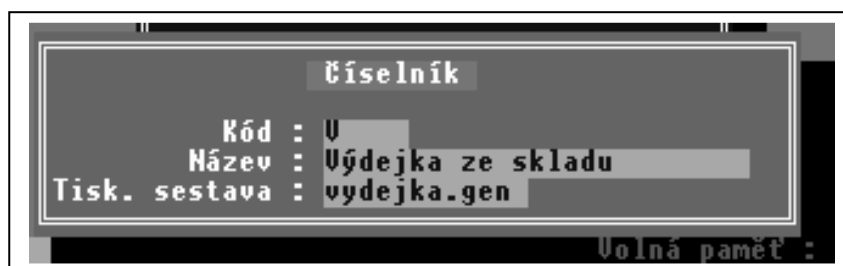 Číselník
Kód : V
Název : Výdejka ze skladu
Tisk. sestava : vydejka.gen
Volná paměť :